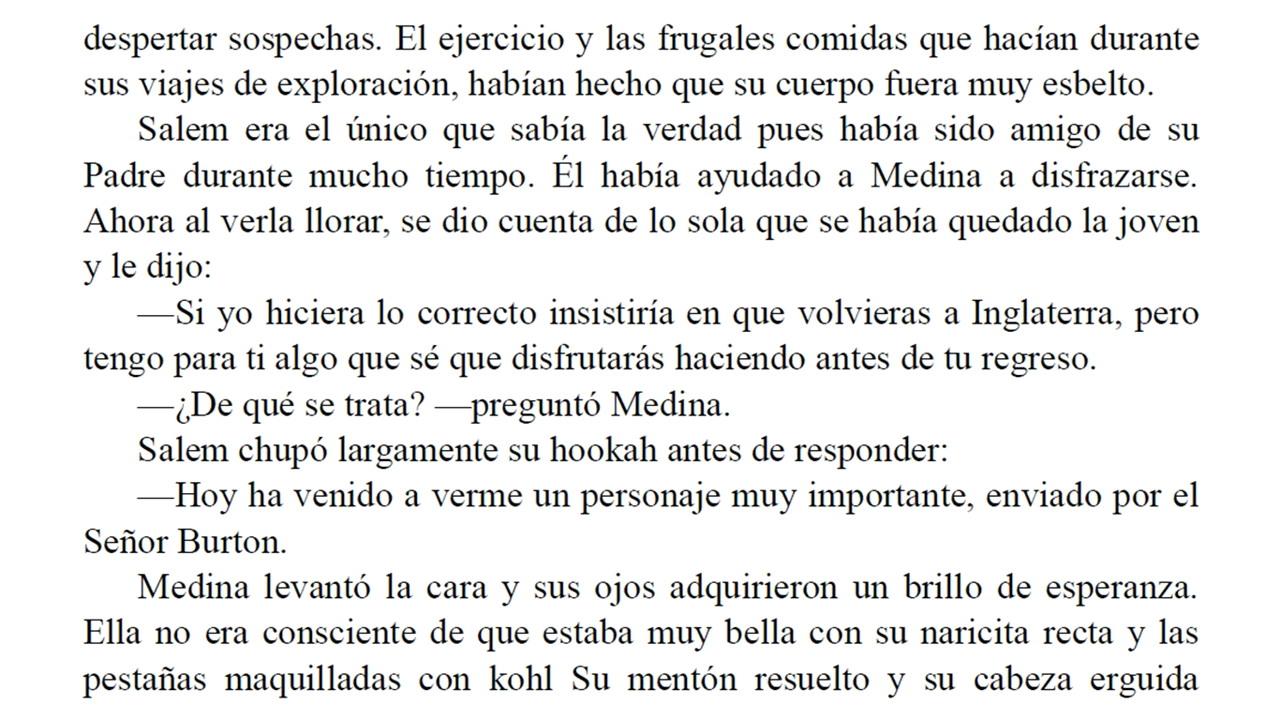 despertar sospechas. El ejercicio y las frugales comidas que hacían durante
sus viajes de exploración, habían hecho que su cuerpo fuera muy esbelto.
Salem era el único que sabía la verdad pues había sido amigo de su
Padre durante mucho tiempo. Él había ayudado a Medina a disfrazarse.
Ahora al verla llorar, se dio cuenta de lo sola que se había quedado la joven
y le dijo:
—Si yo hiciera lo correcto insistiría en que volvieras a Inglaterra, pero
tengo para ti algo que sé que disfrutarás haciendo antes de tu regreso.
—¿De qué se trata? —preguntó Medina.
Salem chupó largamente su hookah antes de responder:
—Hoy ha venido a verme un personaje muy importante, enviado por el
Señor Burton.
Medina levantó la cara y sus ojos adquirieron un brillo de esperanza.
Ella no era consciente de que estaba muy bella con su naricita recta y las
pestañas maquilladas con kohl Su mentón resuelto y su cabeza erguida